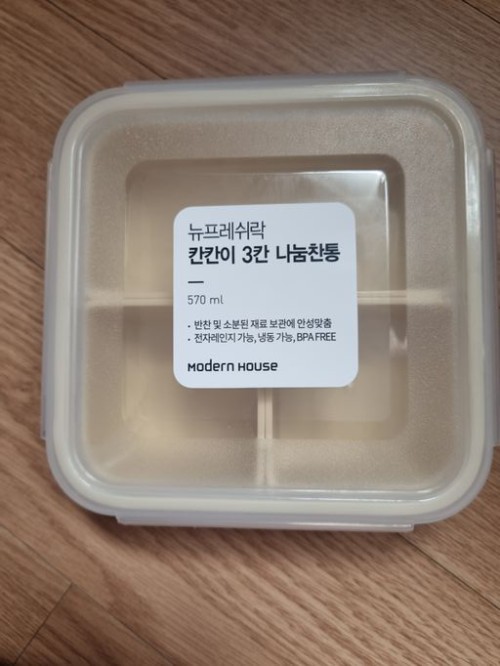 뉴프레쉬락
칸칸이 3칸 나눔찬통
570 ml
• 반찬 및 소분된 재료 보관에 안성맞춤
• 전자레인지 가능, 냉동 가능, BPA FREE
MODERN HOUSE